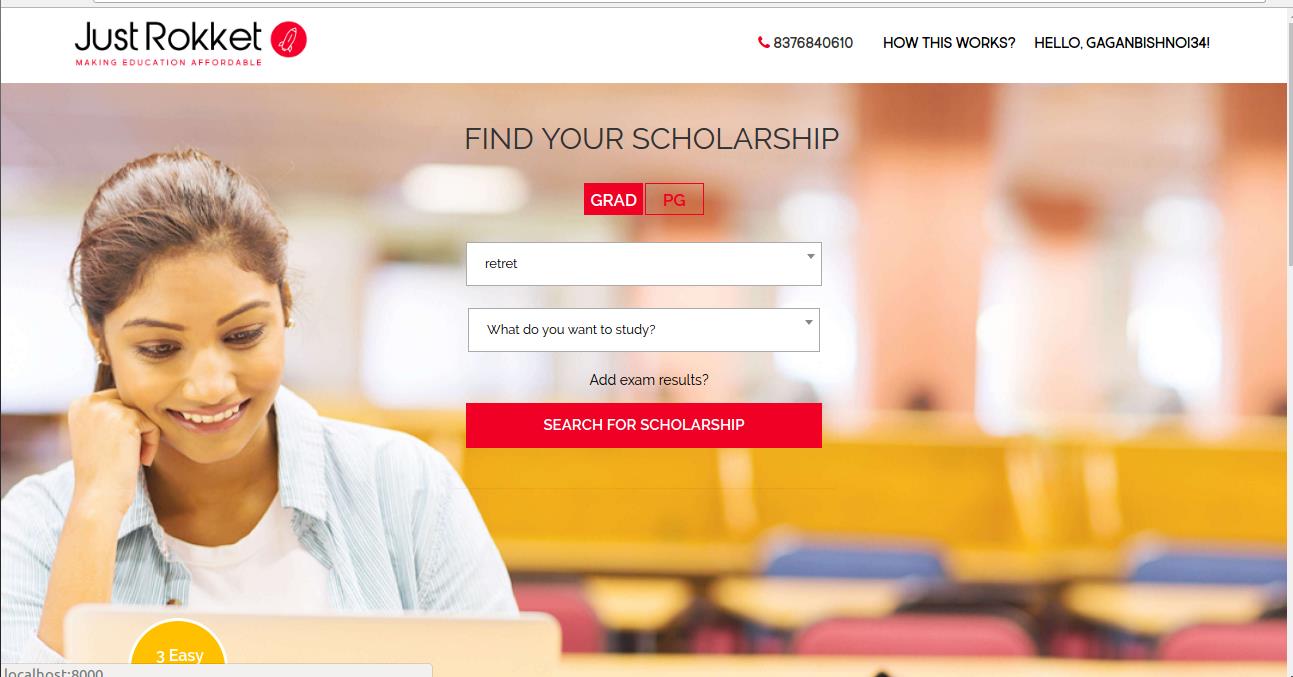 Just Rokket
MAKING EDUCATION AFFORDABLE
8376840610
HOW THIS WORKS?
HELLO, GAGANBISHNOI34!
FIND YOUR SCHOLARSHIP
GRAD
PG
retret
What do you want to study?
Add exam results?
SEARCH FOR SCHOLARSHIP
3 Easy
localhost:8000